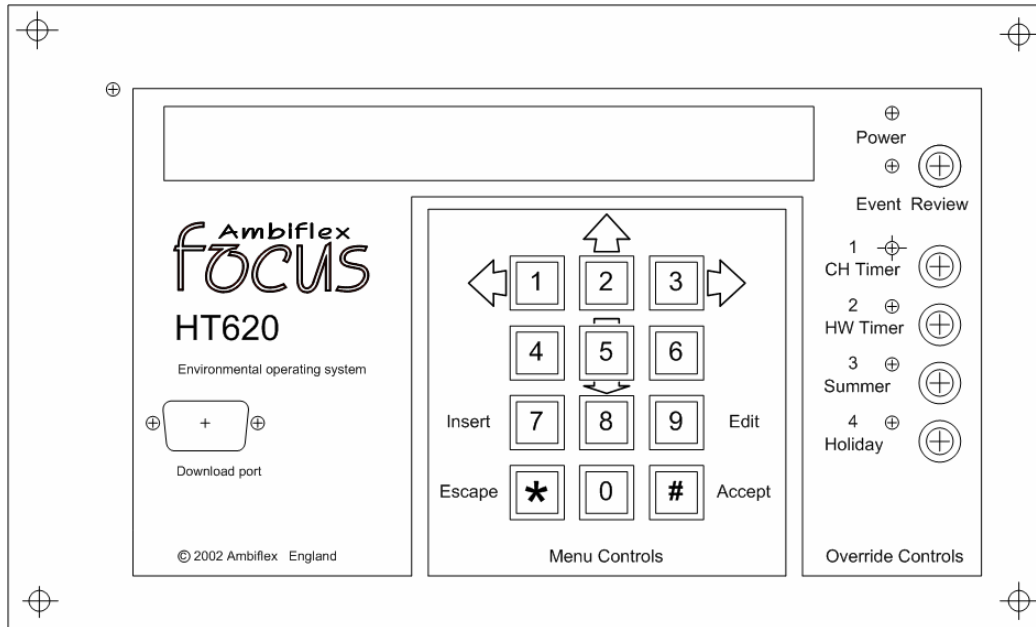 Power
Event Review
Ambiflex
focus
HT620
Environmental operating system
Download port
© 2002 Ambiflex England
1 2 3
4 5 6
Insert 7 8 9 Edit
Escape * 0 # Accept
Menu Controls
1
CH Timer
2
HW Timer
3
Summer
4
Holiday
Override Controls